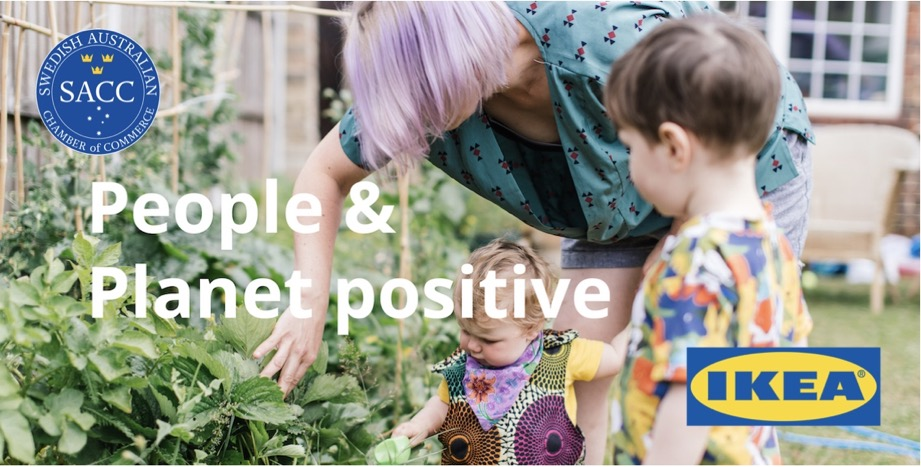 SWEDISH AUSTRALIAN
SACC
CHAMBER of COMMERCE
People &
Planet positive
IKEA®